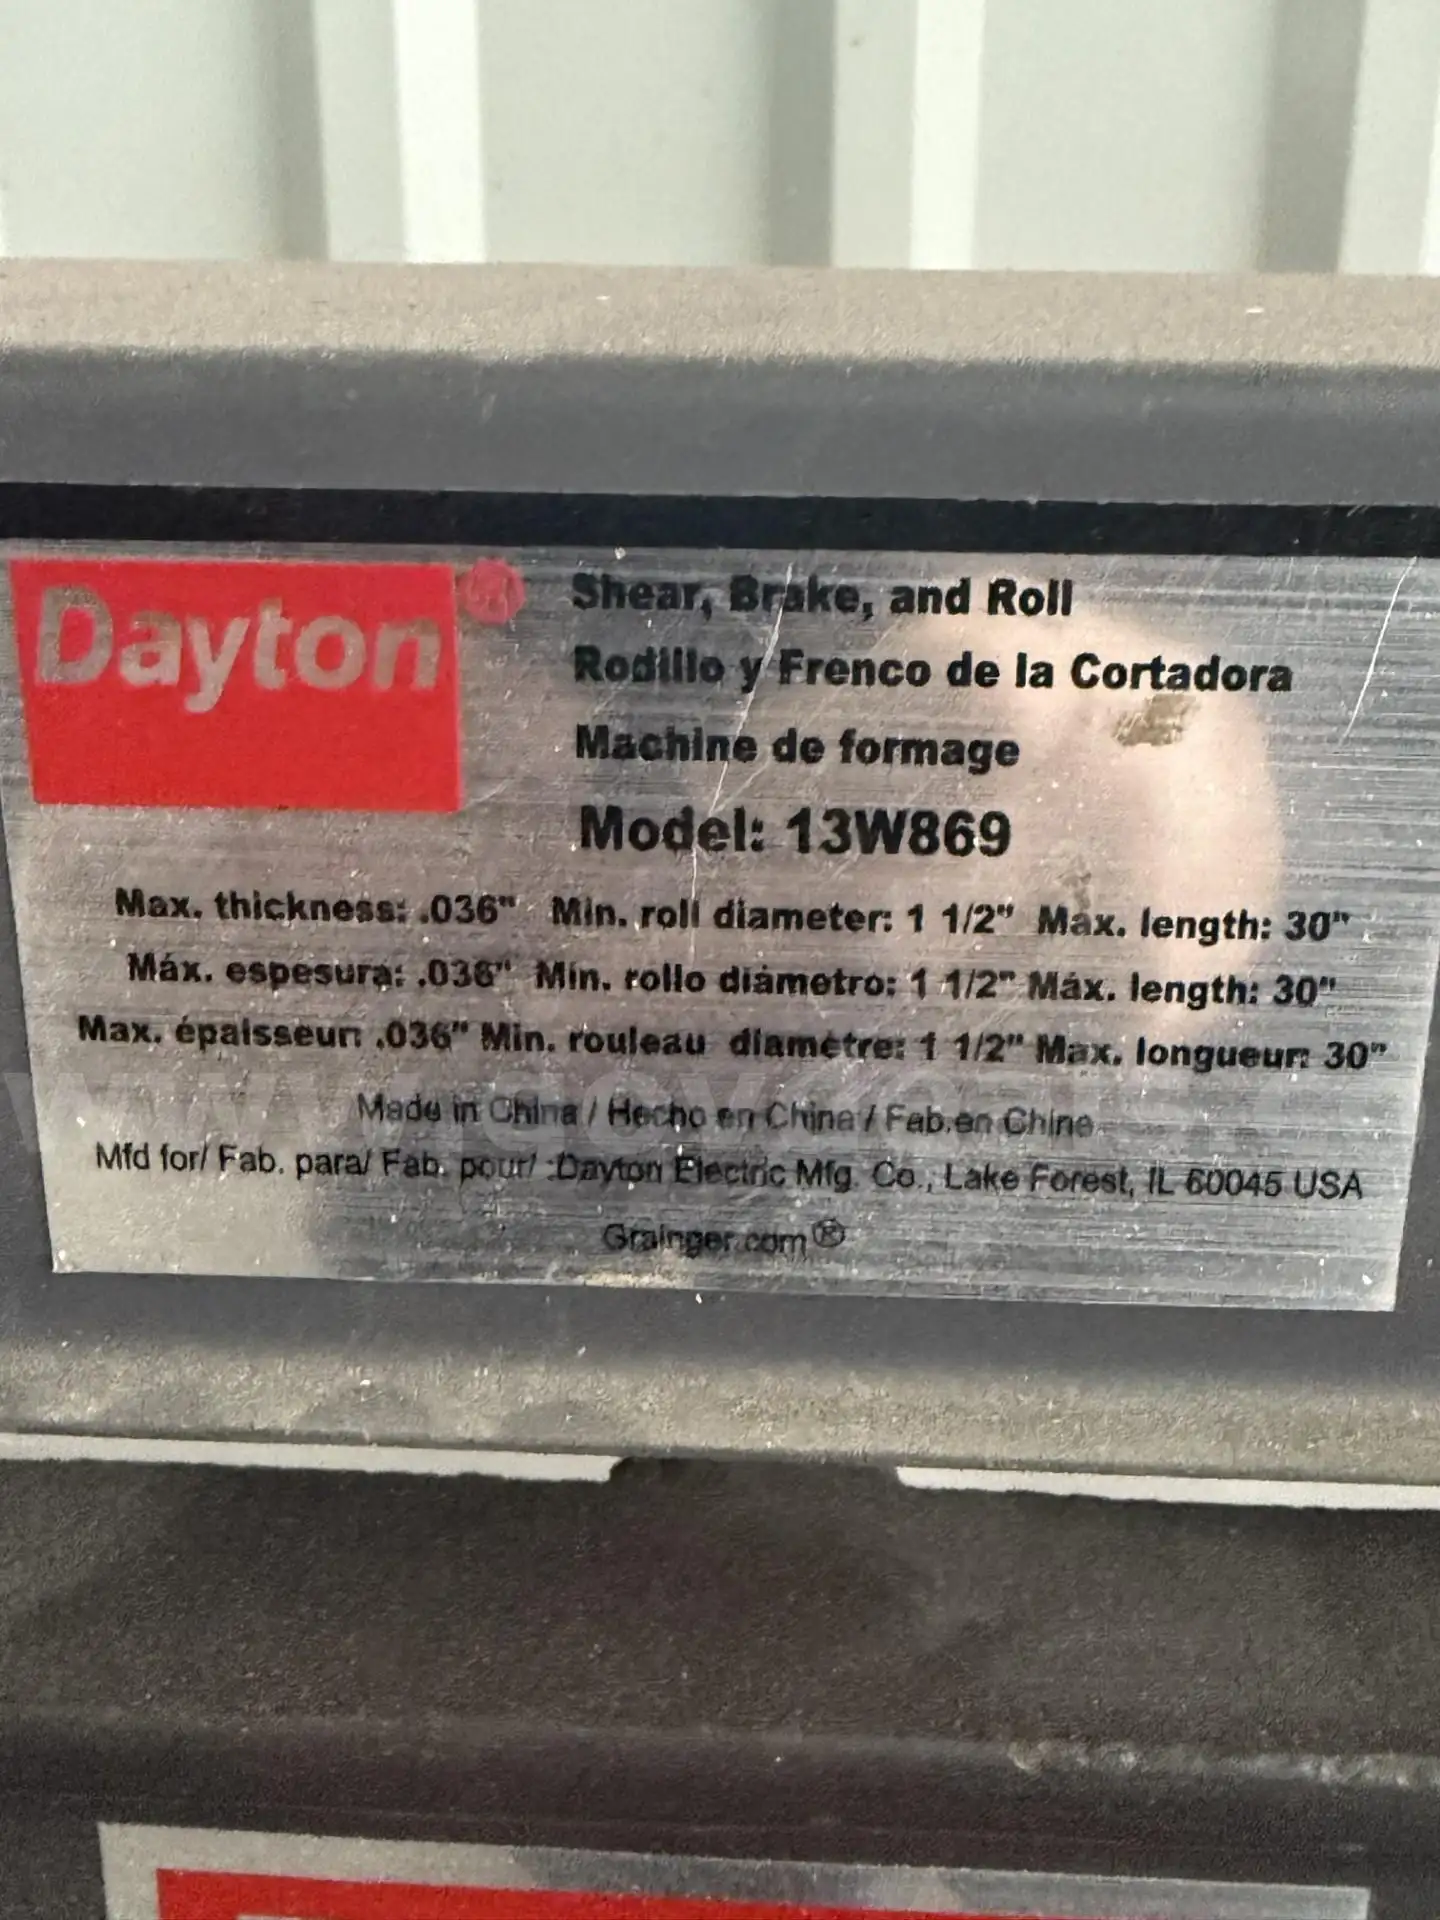 Dayton®
Shear, Brake, and Roll
Rodillo y Frenco de la Cortadora
Machine de formage
Model: 13W869
Max. thickness: .036" Min. roll diameter: 1 1/2" Max. length: 30"
Máx. espesura: .036" Mín. rollo diámetro: 1 1/2" Máx. length: 30"
Max. épaisseur: .036" Min. rouleau diamétre: 1 1/2" Max. longueur: 30"
Made in China / Hecho en China / Fab.en Chine
Mfd for/ Fab. para/ Fab. pour/ :Dayton Electric Mfg. Co., Lake Forest, IL 60045 USA
Grainger.com®